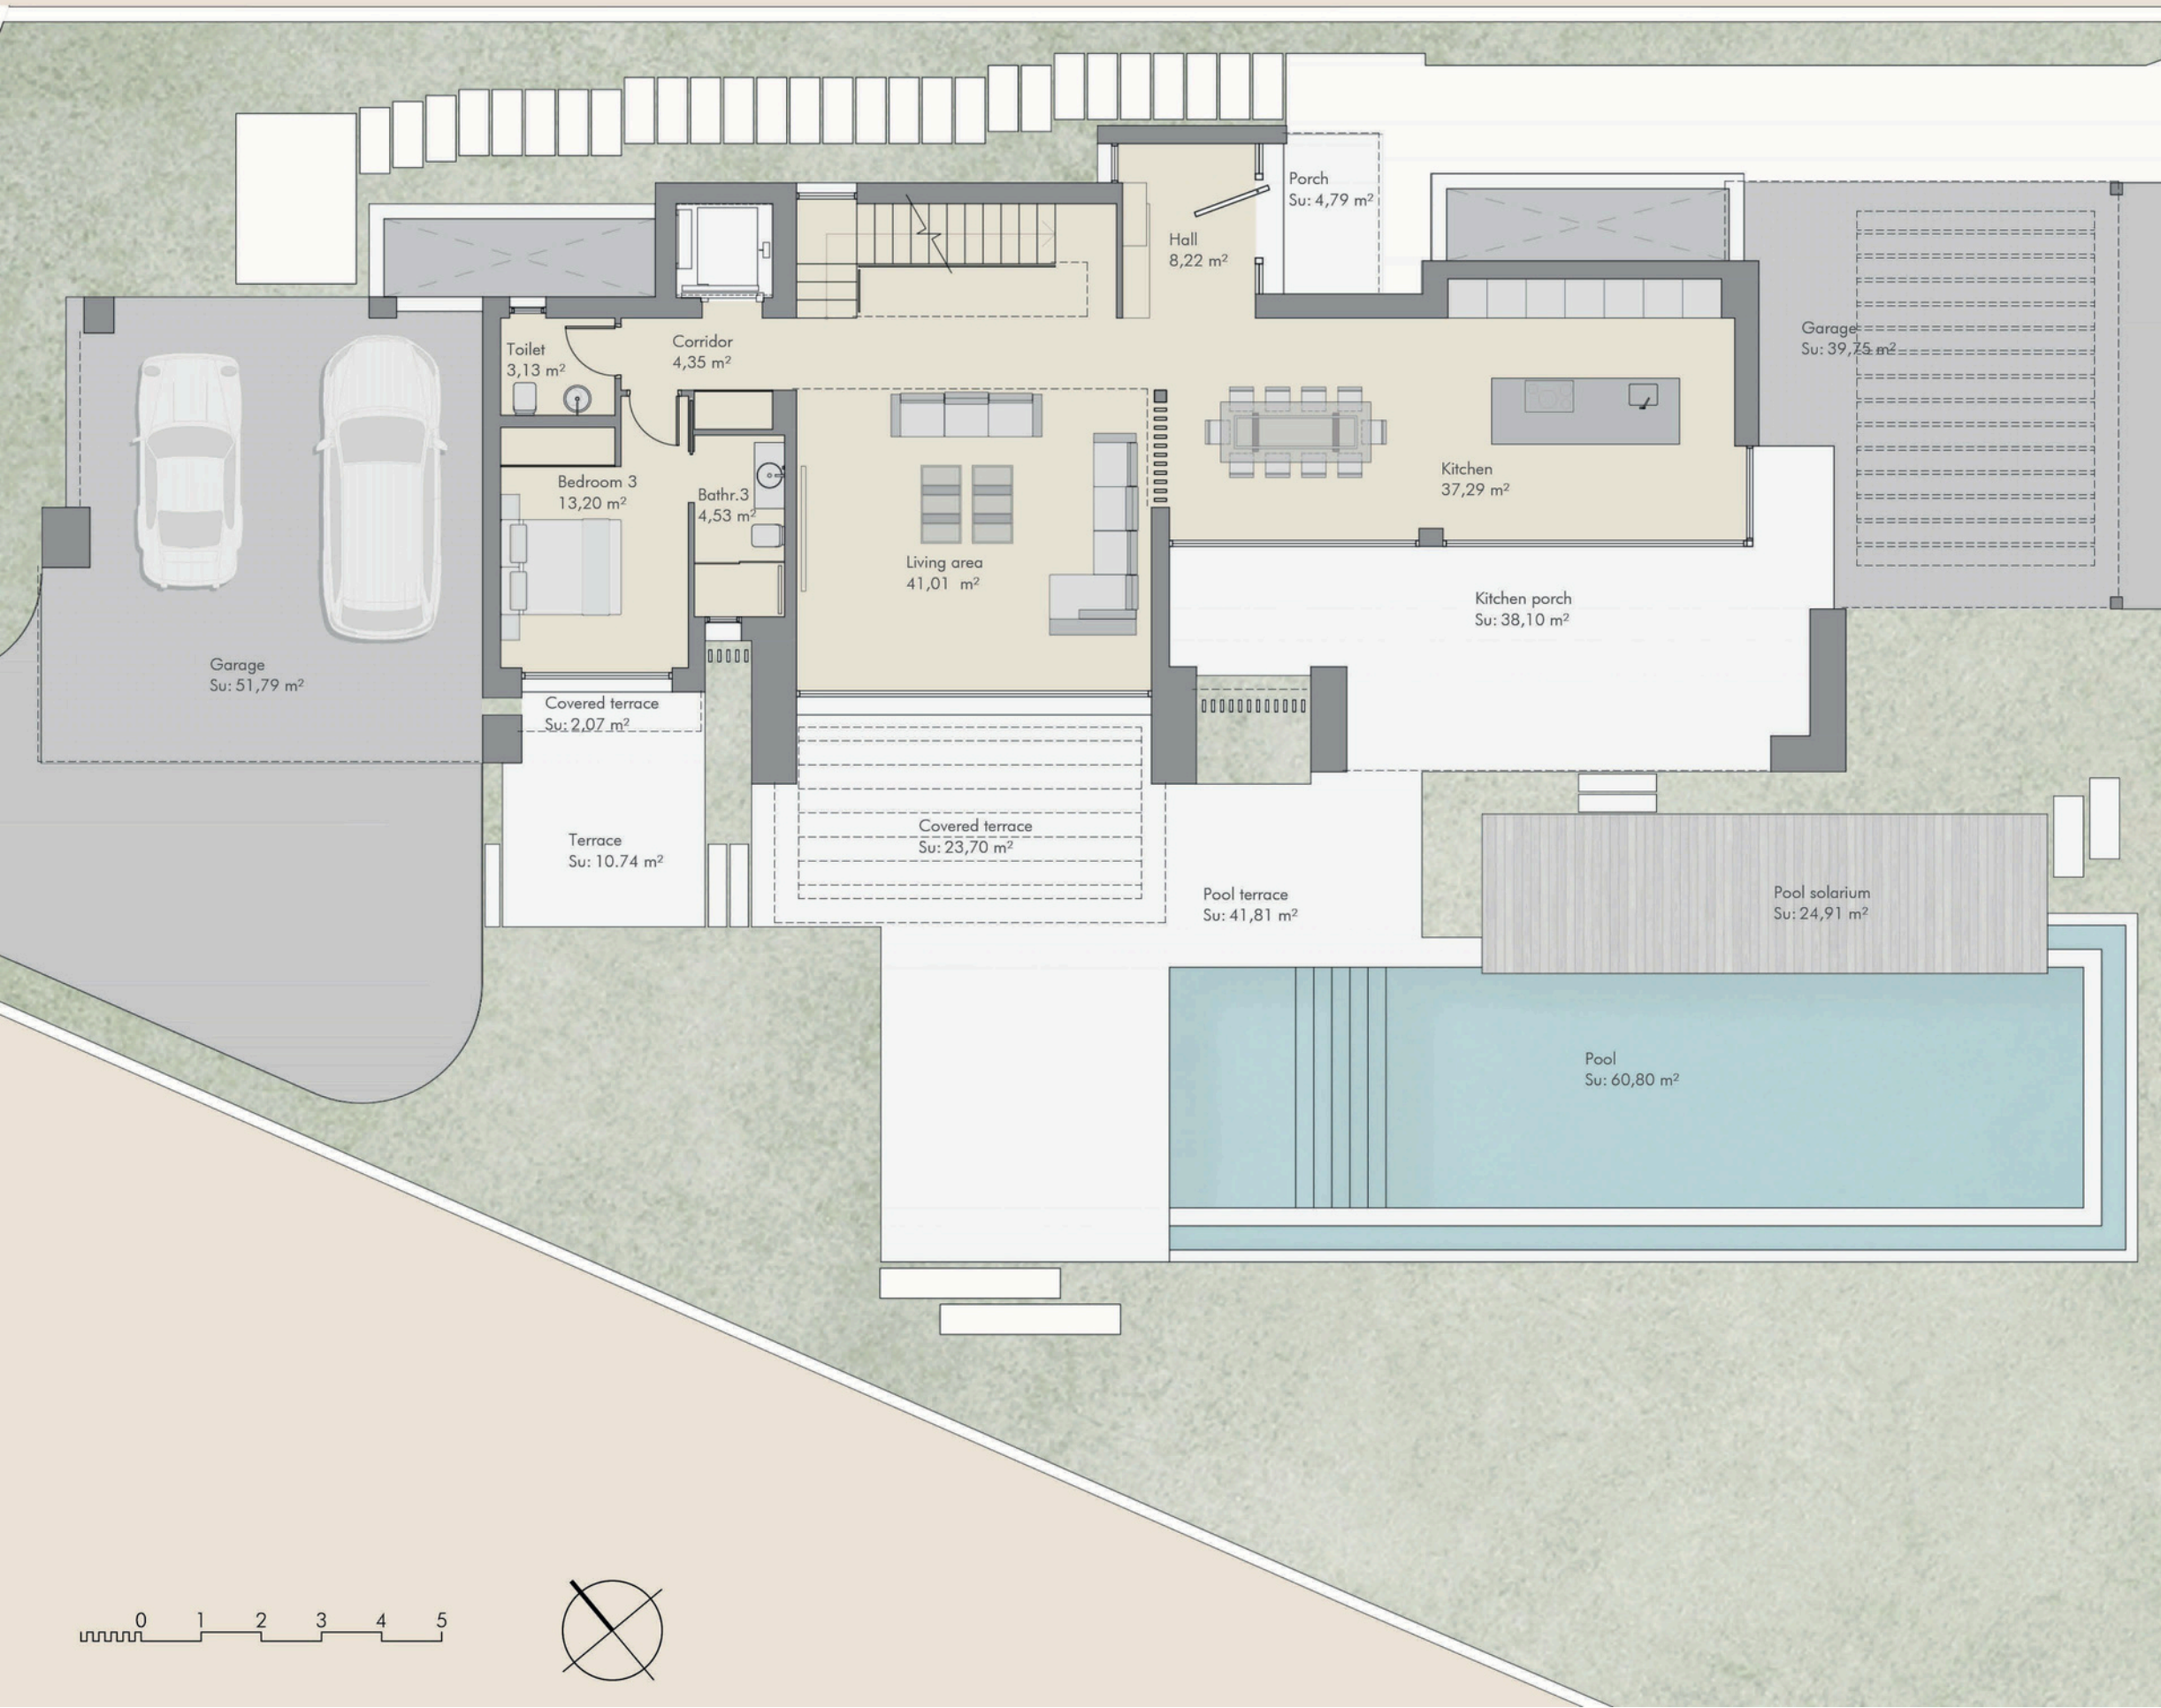 Porch
Su: 4,79 m²
Hall
8,22 m²
Garage
Su: 39,75 m²
Corridor
4,35 m²
Toilet
3,13 m²
Kitchen
37,29 m²
Bedroom 3
13,20 m²
Bathr.3
4,53 m²
Living area
41,01 m²
Kitchen porch
Su: 38,10 m²
Garage
Su: 51,79 m²
Covered terrace
Su: 2,07 m²
Covered terrace
Su: 23,70 m²
Terrace
Su: 10.74 m²
Pool terrace
Su: 41,81 m²
Pool solarium
Su: 24,91 m²
Pool
Su: 60,80 m²
0 1 2 3 4 5